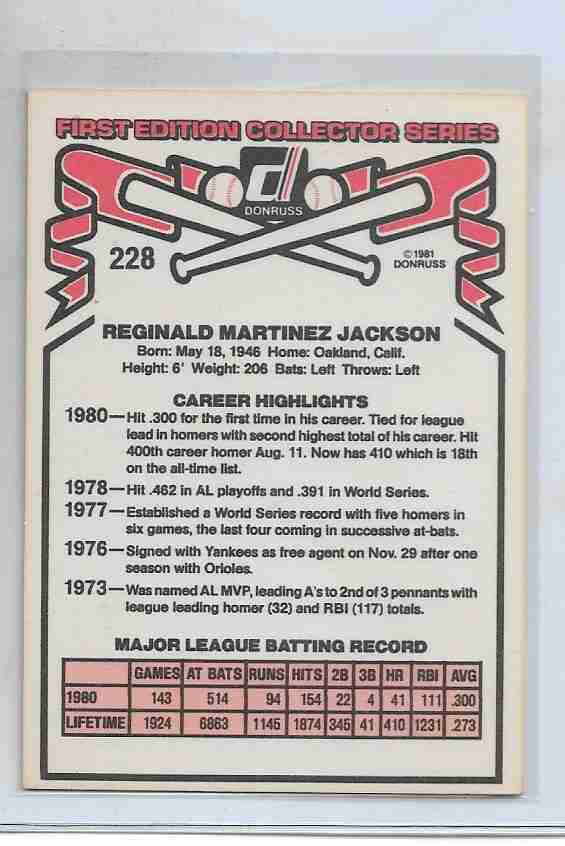 FIRST EDITION COLLECTOR SERIES
d
DONRUSS
228
©1981
DONRUSS
REGINALD MARTINEZ JACKSON
Born: May 18, 1946 Home: Oakland, Calif.
Height: 6' Weight: 206 Bats: Left Throws: Left
CAREER HIGHLIGHTS
1980—Hit .300 for the first time in his career. Tied for league
lead in homers with second highest total of his career. Hit
400th career homer Aug. 11. Now has 410 which is 18th
on the all-time list.
1978—Hit .462 in AL playoffs and .391 in World Series.
1977—Established a World Series record with five homers in
six games, the last four coming in successive at-bats.
1976—Signed with Yankees as free agent on Nov. 29 after one
season with Orioles.
1973—Was named AL MVP, leading A's to 2nd of 3 pennants with
league leading homer (32) and RBI (117) totals.
MAJOR LEAGUE BATTING RECORD
GAMES AT BATS RUNS HITS 2B 3B HR RBI AVG
1980 143 514 94 154 22 4 41 111 .300
LIFETIME 1924 6863 1145 1874 345 41 410 1231 .273